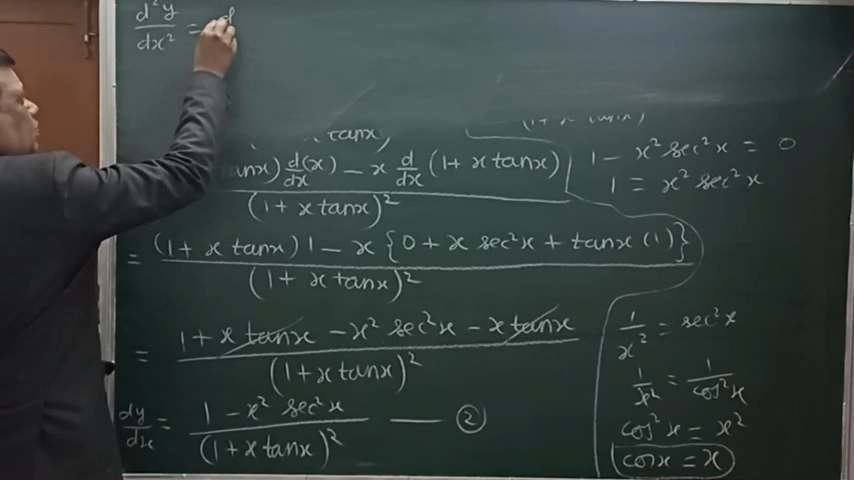 d²y/dx² = d
tanx)
(1 + x tanx)
tanx) d(x)/dx − x d/dx (1 + x tanx)
(1 + x tanx)²
= (1 + x tanx) 1 − x {0 + x sec²x + tanx (1)}
(1 + x tanx)²
= 1 + x tanx − x² sec²x − x tanx
(1 + x tanx)²
dy/dx = 1 − x² sec²x
(1 + x tanx)² —— ②
1 − x² sec²x = 0
1 = x² sec²x
1/x² = sec²x
1/x² = 1/cos²x
cos²x = x²
cosx = x